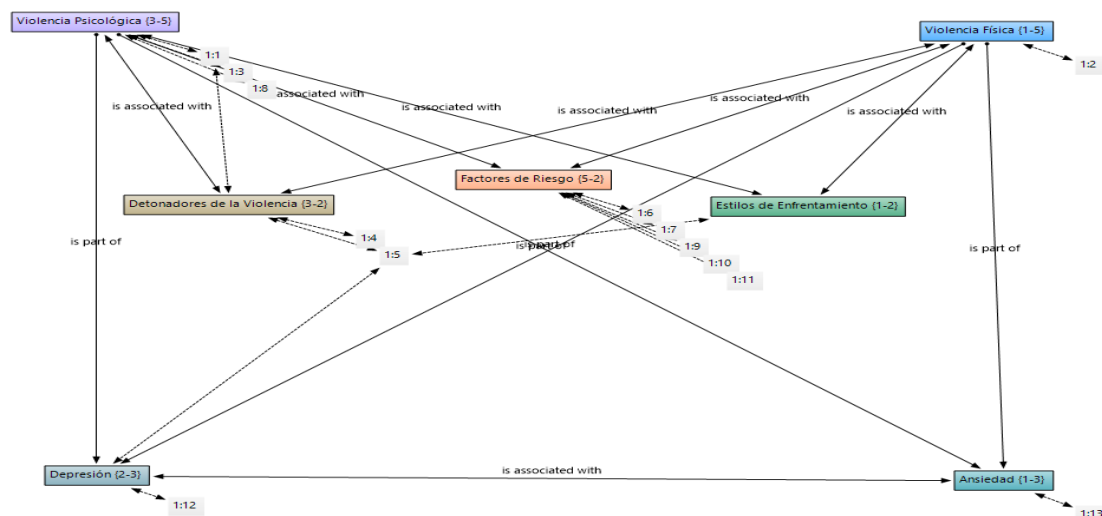 Violencia Psicológica {3-5}
Violencia Física {1-5}
1:1
1:3
1:2
1:8
is associated with
associated with
is associated with
is associated with
is associated with
is associated with
Factores de Riesgo {5-2}
Detonadores de la Violencia {3-2}
Estilos de Enfrentamiento {1-2}
1:6
1:7
1:4
1:9
1:5
1:10
1:11
is part of
is part of
is part of
is part of
is associated with
Depresión {2-3}
Ansiedad {1-3}
1:12
1:13